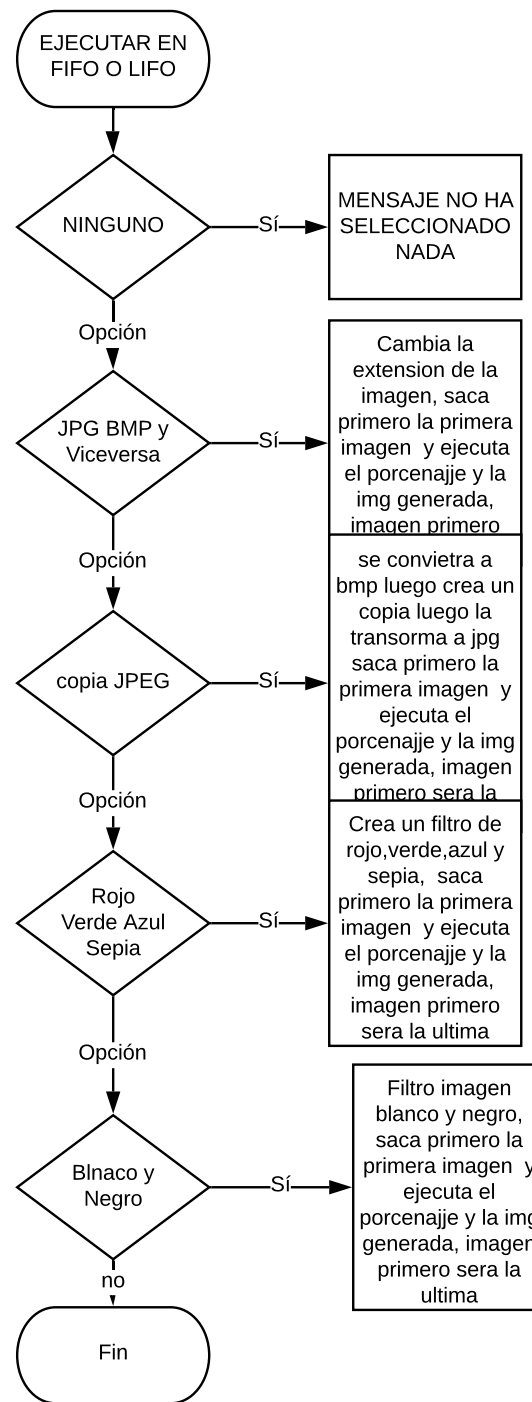 EJECUTAR EN
FIFO O LIFO
NINGUNO
Sí
MENSAJE NO HA
SELECCIONADO
NADA
Opción
JPG BMP y
Viceversa
Sí
Cambia la
extension de la
imagen, saca
primero la primera
imagen y ejecuta
el porcenajje y la
img generada,
imagen primero
Opción
copia JPEG
Sí
se convietra a
bmp luego crea un
copia luego la
transorma a jpg
saca primero la
primera imagen y
ejecuta el
porcenajje y la img
generada, imagen
primero sera la
Opción
Rojo
Verde Azul
Sepia
Sí
Crea un filtro de
rojo,verde,azul y
sepia, saca
primero la primera
imagen y ejecuta
el porcenajje y la
img generada,
imagen primero
sera la ultima
Opción
Blnaco y
Negro
Sí
Filtro imagen
blanco y negro,
saca primero la
primera imagen y
ejecuta el
porcenajje y la img
generada, imagen
primero sera la
ultima
no
Fin